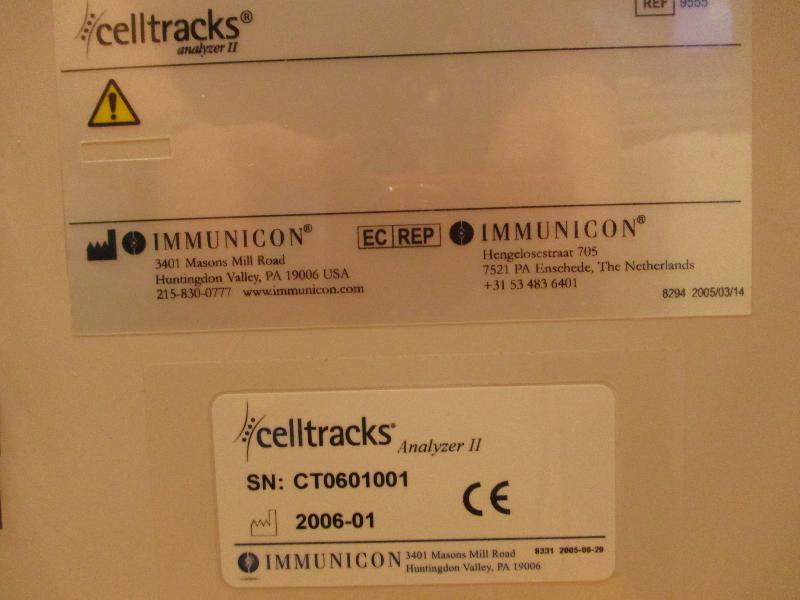 celltracks®
analyzer II
REF 9555
IMMUNICON®
3401 Masons Mill Road
Huntingdon Valley, PA 19006 USA
215-830-0777 www.immunicon.com
EC REP
IMMUNICON®
Hengelosestraat 705
7521 PA Enschede, The Netherlands
+31 53 483 6401
8294 2005/03/14
celltracks® Analyzer II
SN: CT0601001
CE
2006-01
IMMUNICON
3401 Masons Mill Road
Huntingdon Valley, PA 19006
8331 2005-06-29